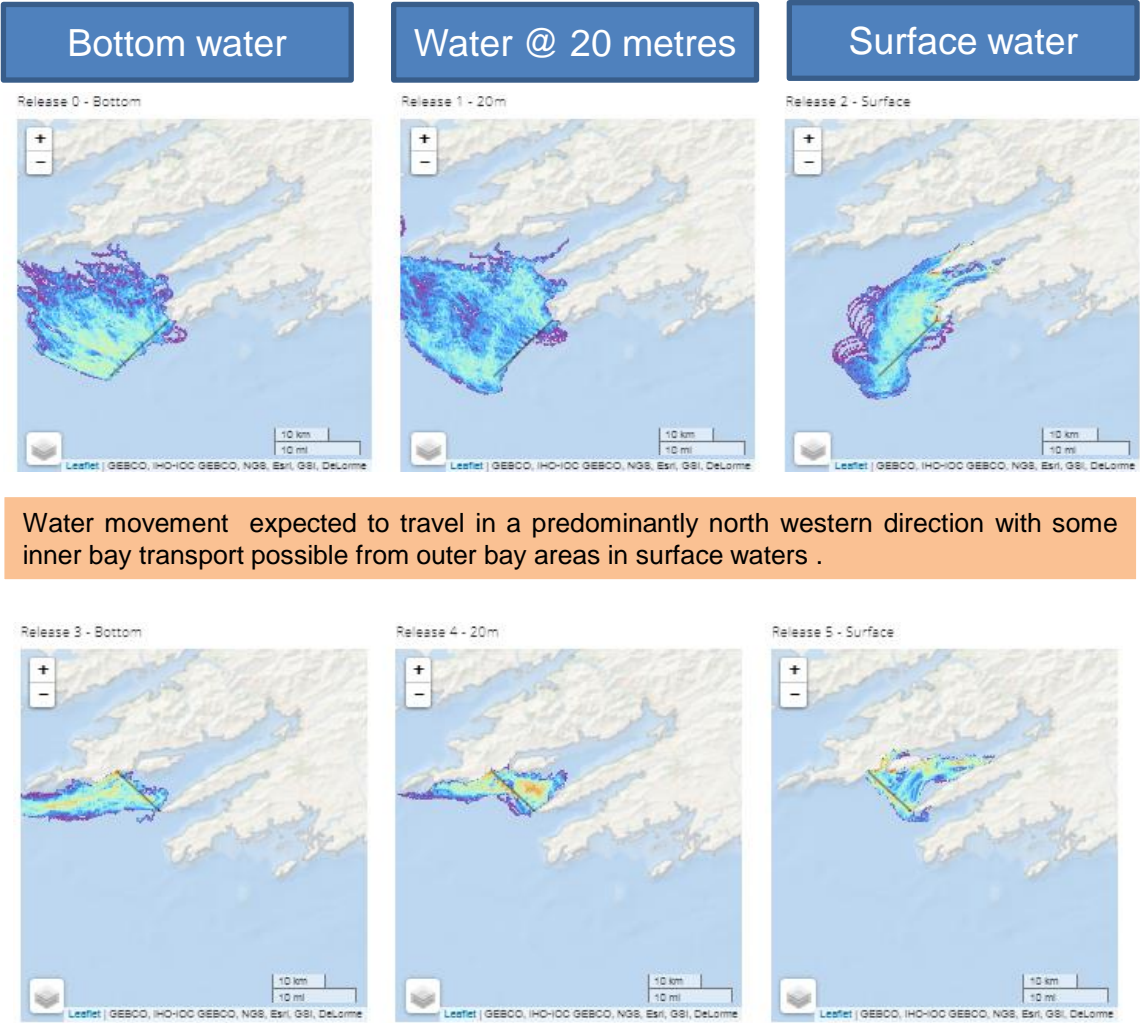 Bottom water
Water @ 20 metres
Surface water
Release 0 - Bottom
Release 1 - 20m
Release 2 - Surface
+
−
+
−
+
−
10 km
10 mi
10 km
10 mi
10 km
10 mi
Leaflet | GEBCO, IHO-IOC GEBCO, NGS, Esri, GSI, DeLorme
Leaflet | GEBCO, IHO-IOC GEBCO, NGS, Esri, GSI, DeLorme
Leaflet | GEBCO, IHO-IOC GEBCO, NGS, Esri, GSI, DeLorme
Water movement expected to travel in a predominantly north western direction with some
inner bay transport possible from outer bay areas in surface waters .
Release 3 - Bottom
Release 4 - 20m
Release 5 - Surface
+
−
+
−
+
−
10 km
10 mi
10 km
10 mi
10 km
10 mi
Leaflet | GEBCO, IHO-IOC GEBCO, NGS, Esri, GSI, DeLorme
Leaflet | GEBCO, IHO-IOC GEBCO, NGS, Esri, GSI, DeLorme
Leaflet | GEBCO, IHO-IOC GEBCO, NGS, Esri, GSI, DeLorme